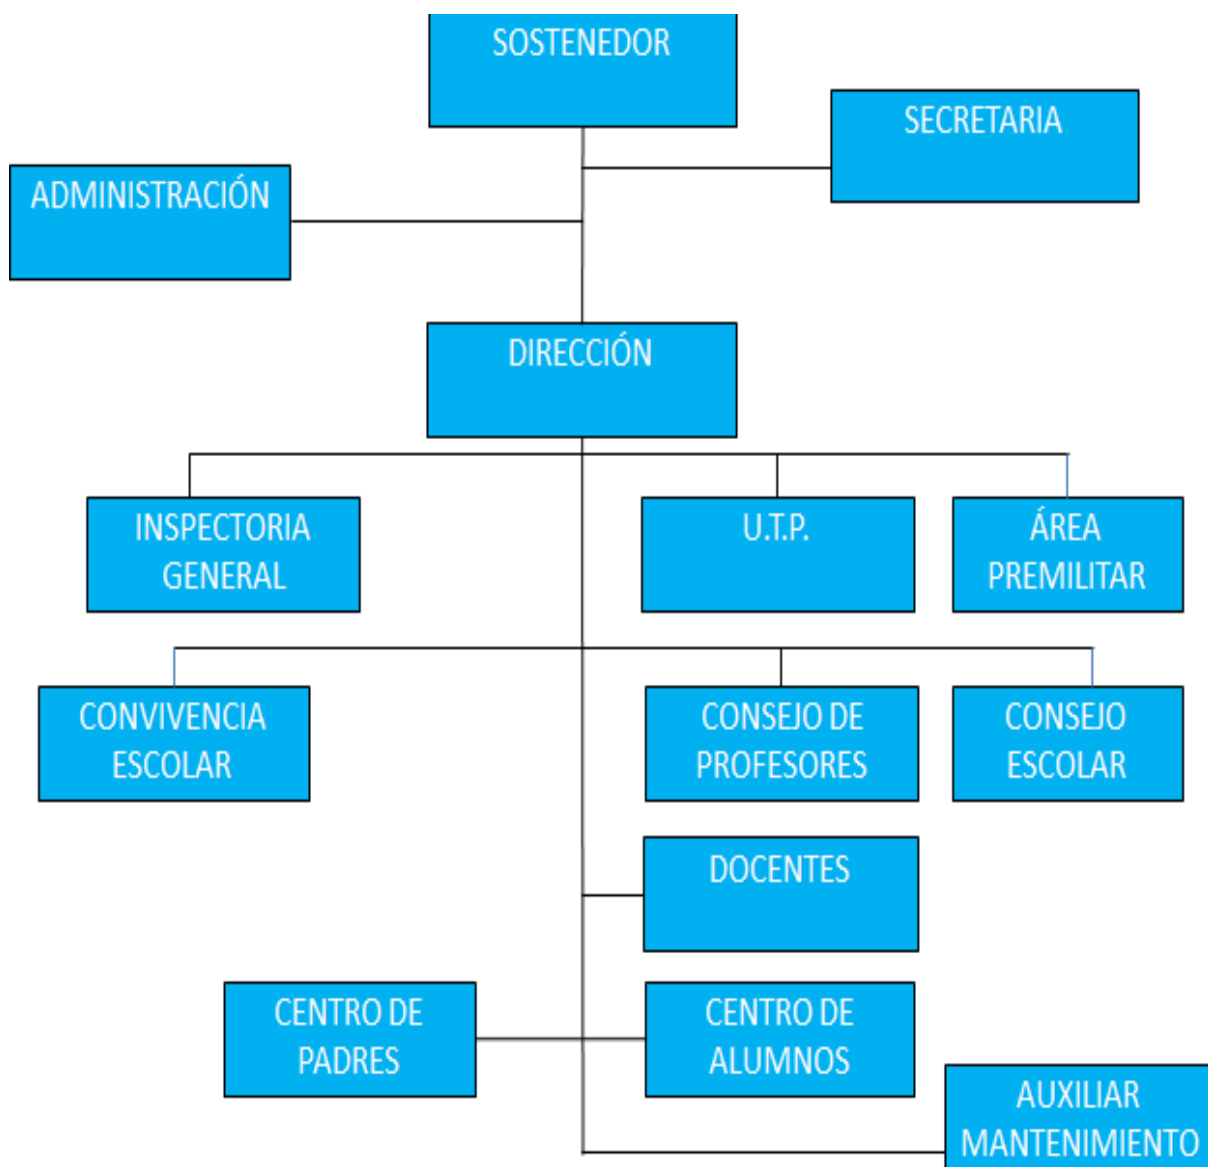 SOSTENEDOR
SECRETARIA
ADMINISTRACIÓN
DIRECCIÓN
INSPECTORIA
GENERAL
U.T.P.
ÁREA
PREMILITAR
CONVIVENCIA
ESCOLAR
CONSEJO DE
PROFESORES
CONSEJO
ESCOLAR
DOCENTES
CENTRO DE
PADRES
CENTRO DE
ALUMNOS
AUXILIAR
MANTENIMIENTO